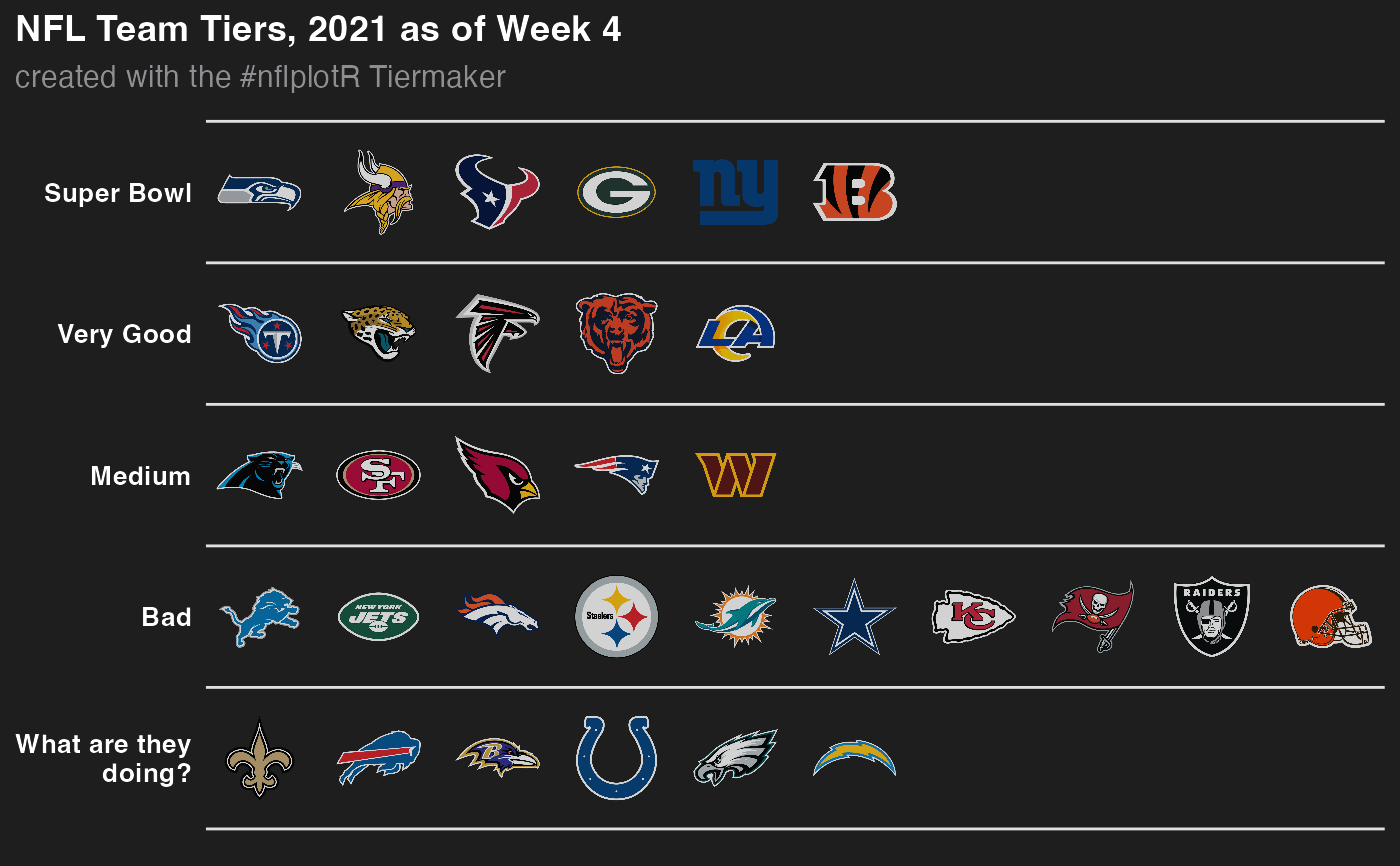 NFL Team Tiers, 2021 as of Week 4
created with the #nflplotR Tiermaker
Super Bowl
G ny B
Very Good
T LA
Medium
SF W
Bad
NEW YORK
JETS
Steelers
KC
RAIDERS
What are they
doing?
B